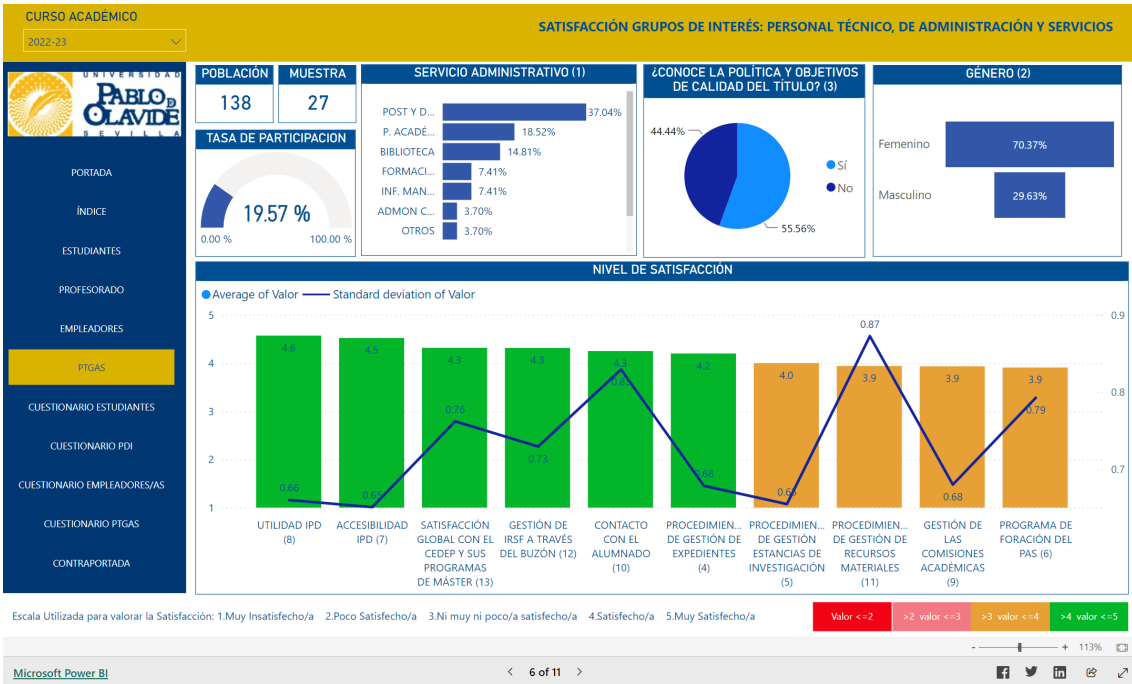 CURSO ACADÉMICO
2022-23
SATISFACCIÓN GRUPOS DE INTERÉS: PERSONAL TÉCNICO, DE ADMINISTRACIÓN Y SERVICIOS
UNIVERSIDAD
PABLO DE
OLAVIDE
SEVILLA
PORTADA
ÍNDICE
ESTUDIANTES
PROFESORADO
EMPLEADORES
PTGAS
CUESTIONARIO ESTUDIANTES
CUESTIONARIO PDI
CUESTIONARIO EMPLEADORES/AS
CUESTIONARIO PTGAS
CONTRAPORTADA
POBLACIÓN
138
MUESTRA
27
TASA DE PARTICIPACION
19.57 %
0.00 %
100.00 %
SERVICIO ADMINISTRATIVO (1)
POST Y D... 37.04%
P. ACADÉ... 18.52%
BIBLIOTECA 14.81%
FORMACI... 7.41%
INF. MAN... 7.41%
ADMON C... 3.70%
OTROS 3.70%
¿CONOCE LA POLÍTICA Y OBJETIVOS
DE CALIDAD DEL TÍTULO? (3)
44.44%
55.56%
Sí
No
GÉNERO (2)
Femenino 70.37%
Masculino 29.63%
NIVEL DE SATISFACCIÓN
Average of Valor Standard deviation of Valor
5
4
3
2
1
0.9
0.8
0.7
4.6
4.5
4.3
4.3
4.3
4.2
4.0
3.9
3.9
3.9
0.66
0.65
0.76
0.73
0.83
0.68
0.65
0.87
0.68
0.79
UTILIDAD IPD
(8)
ACCESIBILIDAD
IPD (7)
SATISFACCIÓN
GLOBAL CON EL
CEDEP Y SUS
PROGRAMAS
DE MÁSTER (13)
GESTIÓN DE
IRSF A TRAVÉS
DEL BUZÓN (12)
CONTACTO
CON EL
ALUMNADO
(10)
PROCEDIMIEN...
DE GESTIÓN DE
EXPEDIENTES
(4)
PROCEDIMIEN...
DE GESTIÓN
ESTANCIAS DE
INVESTIGACIÓN
(5)
PROCEDIMIEN...
DE GESTIÓN DE
RECURSOS
MATERIALES
(11)
GESTIÓN DE
LAS
COMISIONES
ACADÉMICAS
(9)
PROGRAMA DE
FORACIÓN DEL
PAS (6)
Escala Utilizada para valorar la Satisfacción: 1.Muy Insatisfecho/a 2.Poco Satisfecho/a 3.Ni muy ni poco/a satisfecho/a 4.Satisfecho/a 5.Muy Satisfecho/a
Valor <=2
>2 valor <=3
>3 valor <=4
>4 valor <=5
- + 113%
Microsoft Power BI
< 6 of 11 >